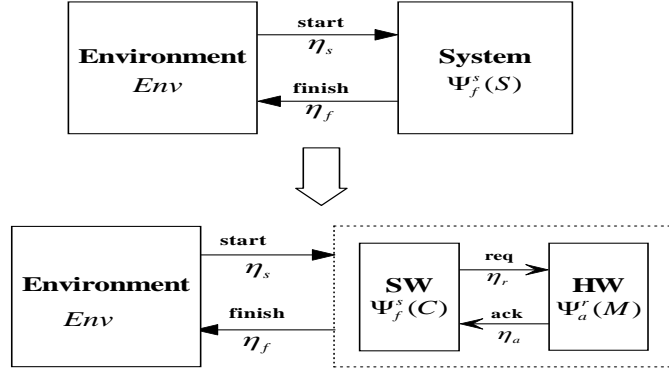 start
Environment
η_s
System
Env
finish
Ψ_f^s(S)
η_f
start
η_s
req
Environment
SW
η_r
HW
Env
finish
Ψ_f^s(C)
ack
Ψ_a^r(M)
η_f
η_a